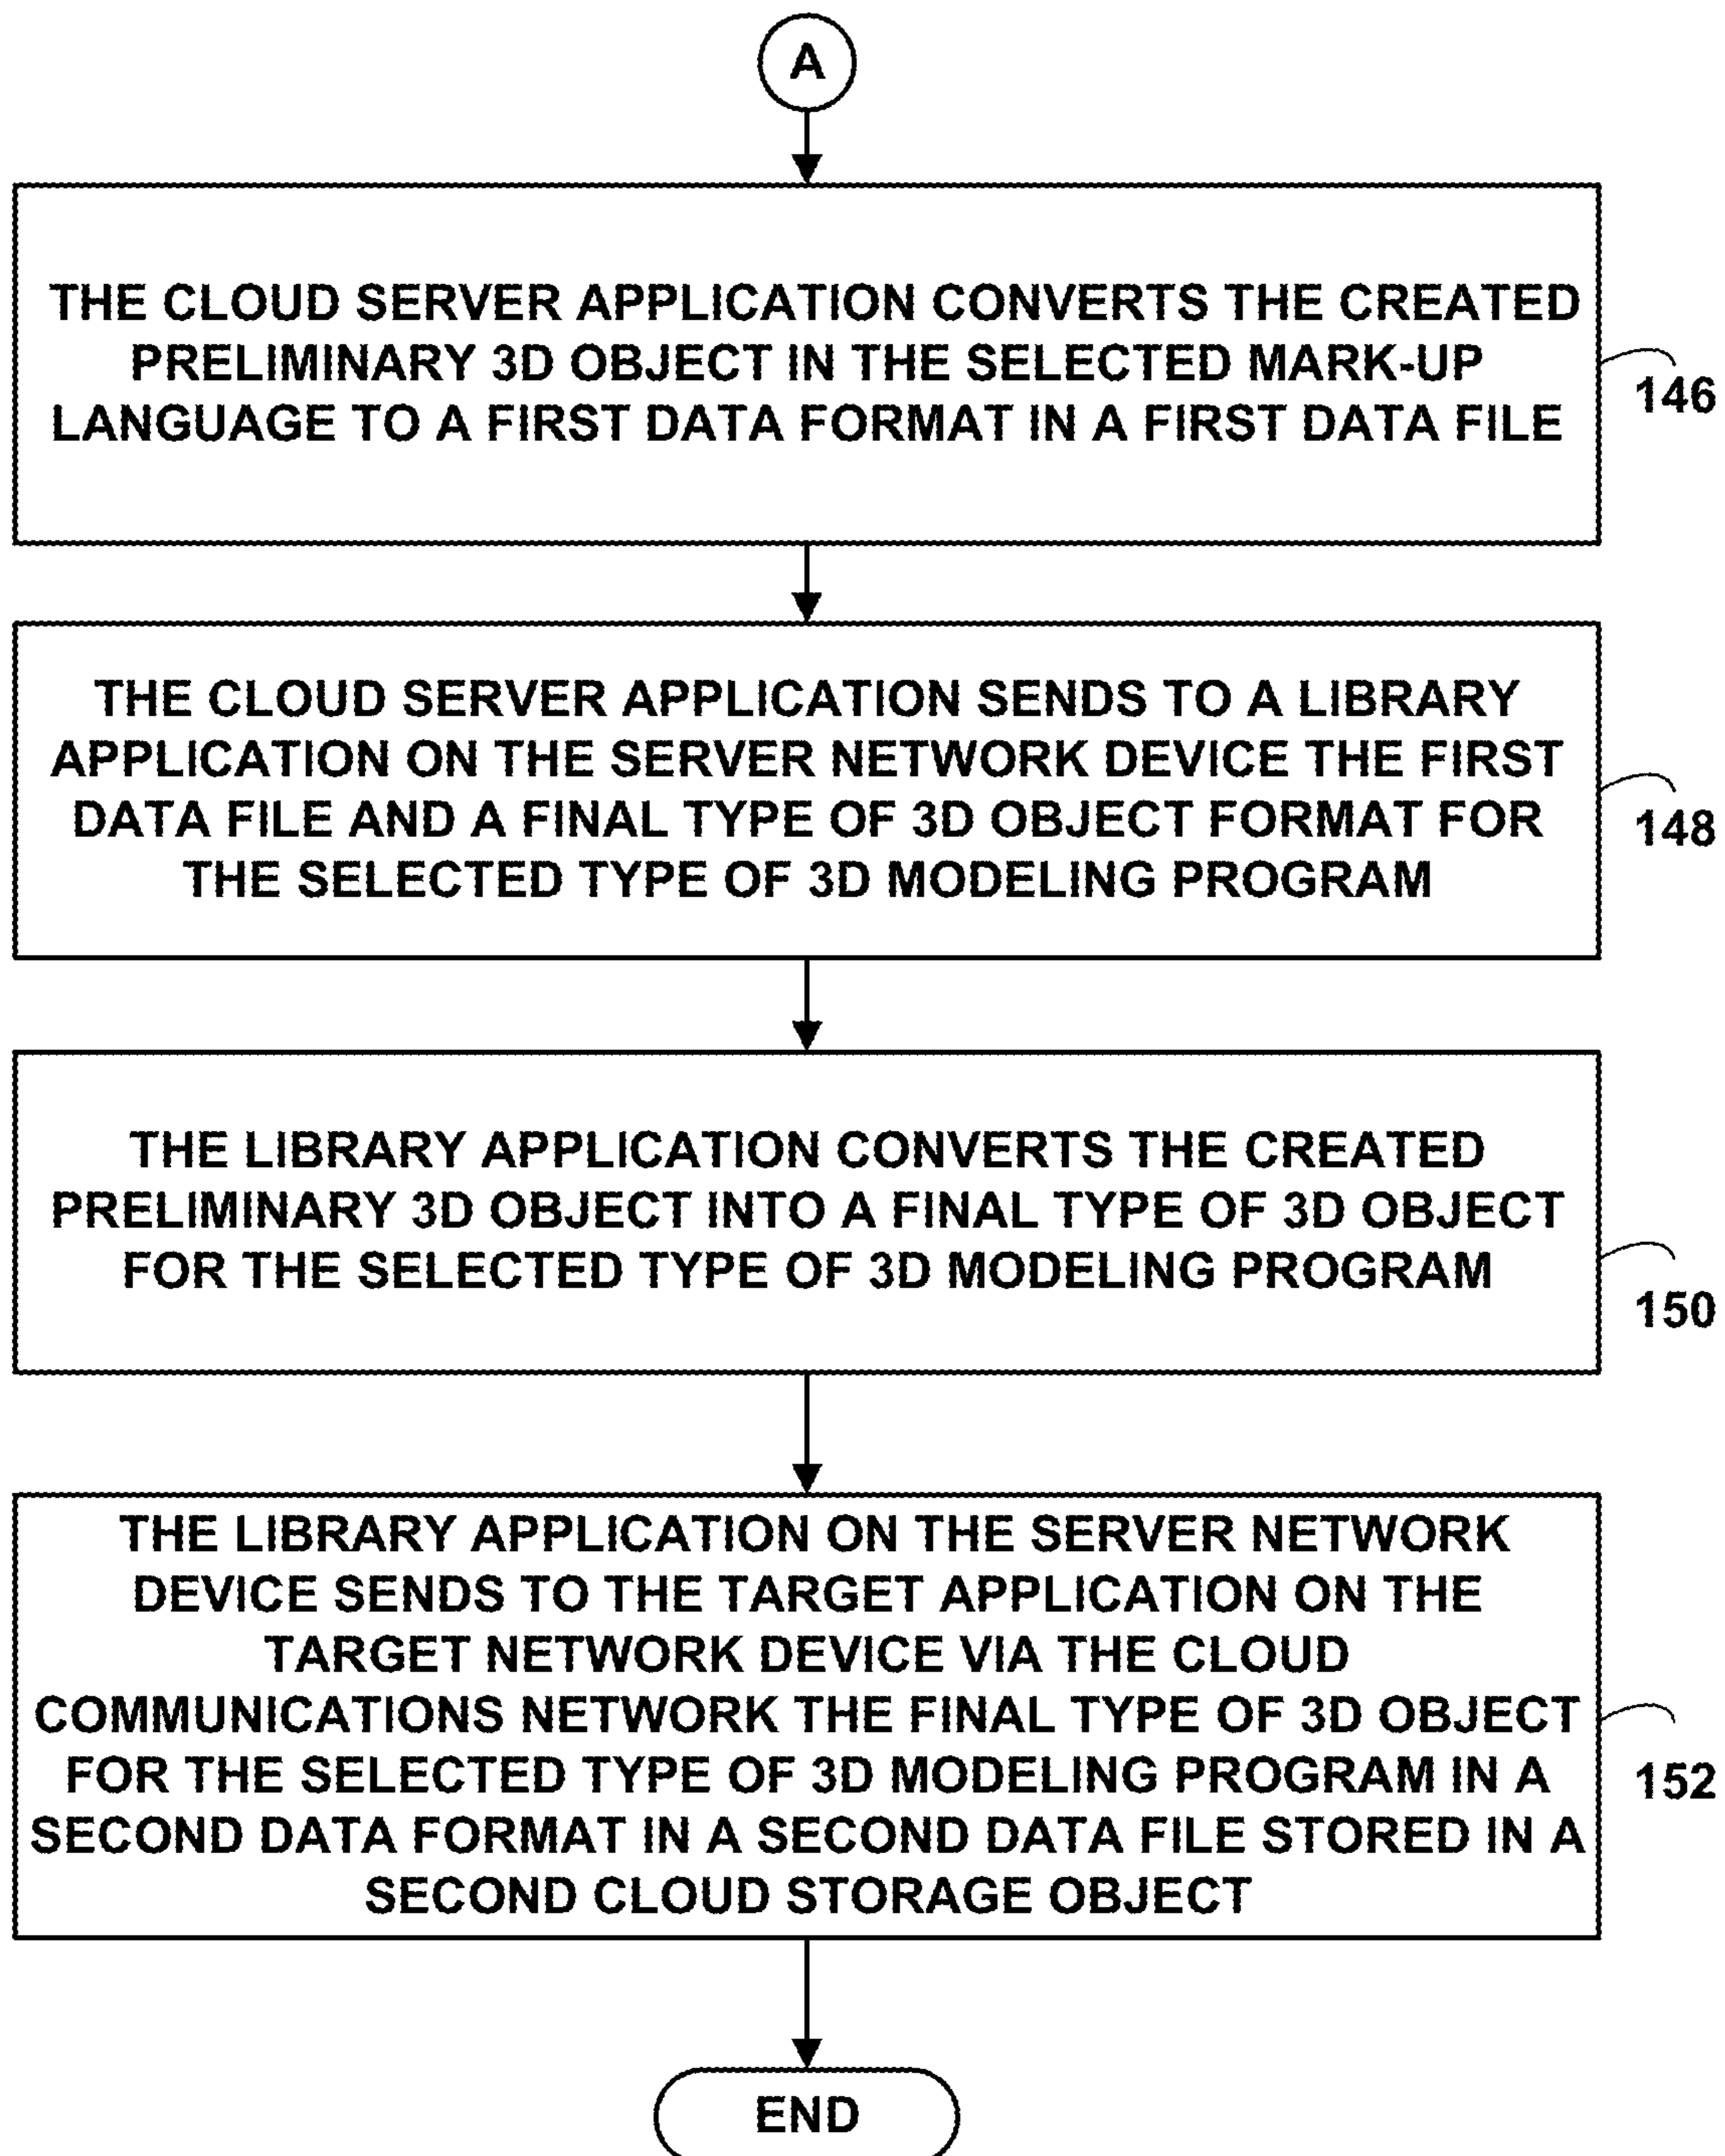 A
THE CLOUD SERVER APPLICATION CONVERTS THE CREATED
PRELIMINARY 3D OBJECT IN THE SELECTED MARK-UP
LANGUAGE TO A FIRST DATA FORMAT IN A FIRST DATA FILE
146
THE CLOUD SERVER APPLICATION SENDS TO A LIBRARY
APPLICATION ON THE SERVER NETWORK DEVICE THE FIRST
DATA FILE AND A FINAL TYPE OF 3D OBJECT FORMAT FOR
THE SELECTED TYPE OF 3D MODELING PROGRAM
148
THE LIBRARY APPLICATION CONVERTS THE CREATED
PRELIMINARY 3D OBJECT INTO A FINAL TYPE OF 3D OBJECT
FOR THE SELECTED TYPE OF 3D MODELING PROGRAM
150
THE LIBRARY APPLICATION ON THE SERVER NETWORK
DEVICE SENDS TO THE TARGET APPLICATION ON THE
TARGET NETWORK DEVICE VIA THE CLOUD
COMMUNICATIONS NETWORK THE FINAL TYPE OF 3D OBJECT
FOR THE SELECTED TYPE OF 3D MODELING PROGRAM IN A
SECOND DATA FORMAT IN A SECOND DATA FILE STORED IN A
SECOND CLOUD STORAGE OBJECT
152
END